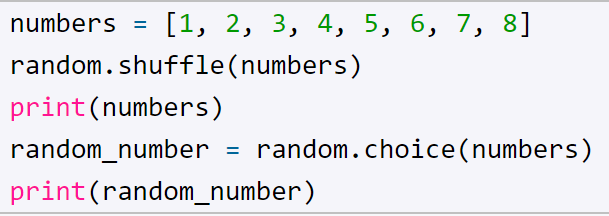 numbers = [1, 2, 3, 4, 5, 6, 7, 8]
random.shuffle(numbers)
print(numbers)
random_number = random.choice(numbers)
print(random_number)